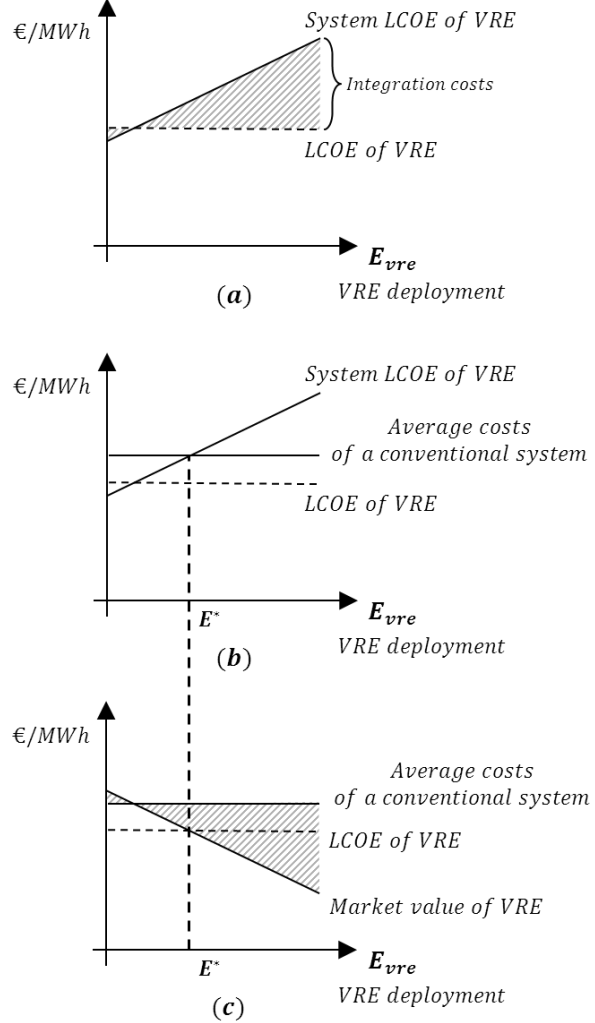 €/MWh
System LCOE of VRE
Integration costs
LCOE of VRE
E_vre
VRE deployment
(a)
€/MWh
System LCOE of VRE
Average costs
of a conventional system
LCOE of VRE
E*
E_vre
VRE deployment
(b)
€/MWh
Average costs
of a conventional system
LCOE of VRE
Market value of VRE
E*
E_vre
VRE deployment
(c)